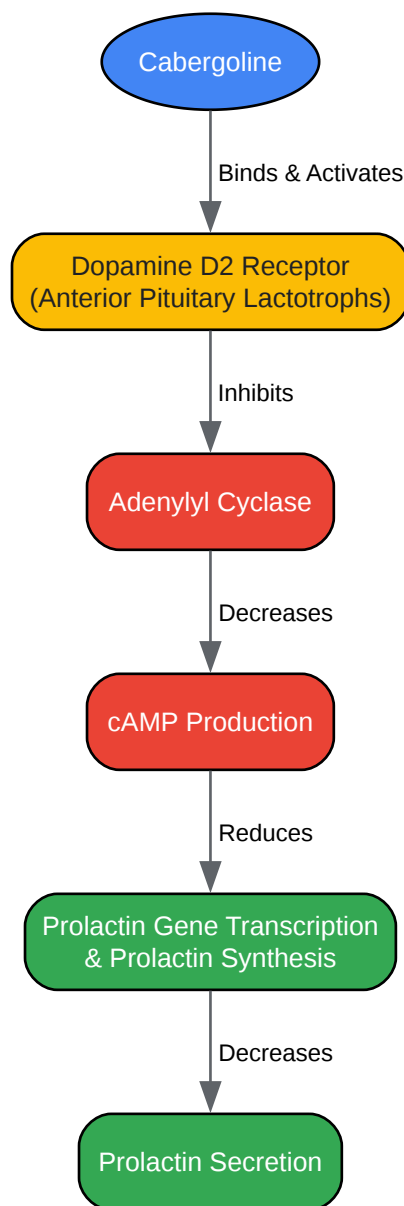 Cabergoline
Binds & Activates
Dopamine D2 Receptor
(Anterior Pituitary Lactotrophs)
Inhibits
Adenylyl Cyclase
Decreases
cAMP Production
Reduces
Prolactin Gene Transcription
& Prolactin Synthesis
Decreases
Prolactin Secretion